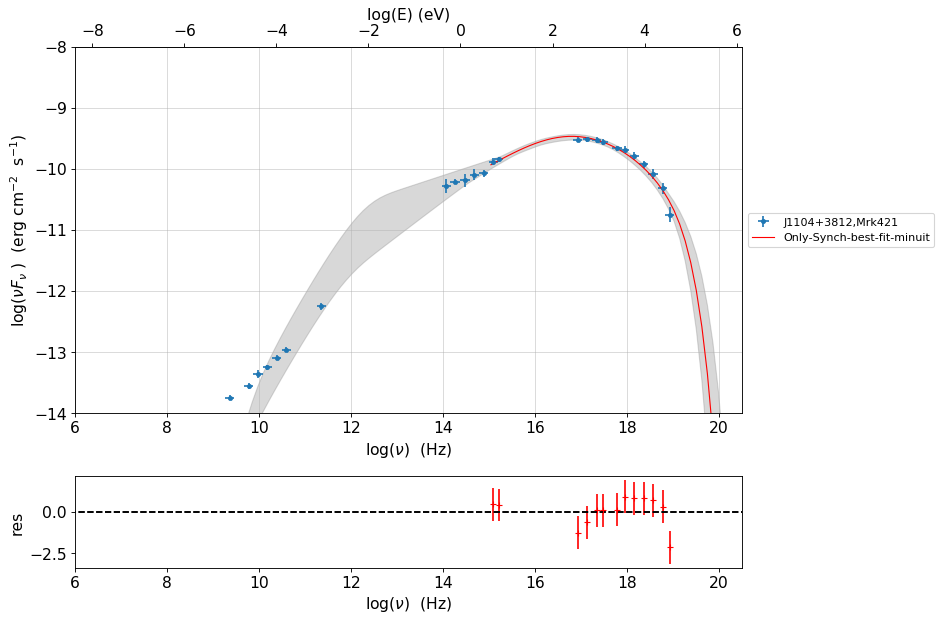 log(E) (eV)
−8 −6 −4 −2 0 2 4 6
−8
−9
−10
−11
−12
−13
−14
log(νFν )  (erg cm⁻² s⁻¹)
6 8 10 12 14 16 18 20
log(ν)  (Hz)
J1104+3812,Mrk421
Only-Synch-best-fit-minuit
0.0
−2.5
res
6 8 10 12 14 16 18 20
log(ν)  (Hz)